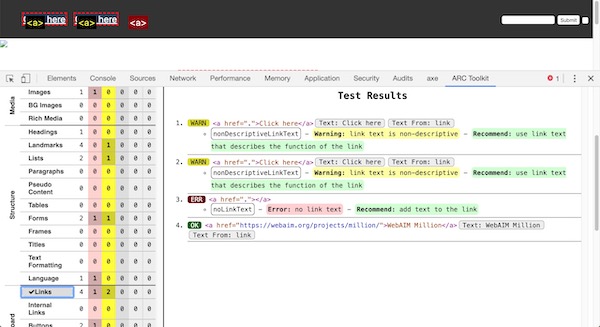 here
<a>
here
<a>
<a>
Submit
Elements Console Sources Network Performance Memory Application Security Audits axe ARC Toolkit 1
Media
Images 1 1 0 0 0 0
BG Images 0 0 0 0 0 0
Rich Media 0 0 0 0 0 0
Structure
Headings 1 0 0 0 0 0
Landmarks 4 0 1 0 0 0
Lists 2 0 1 0 0 0
Paragraphs 0 0 0 0 0 0
Pseudo Content 0 0 0 0 0 0
Tables 0 0 0 0 0 0
Forms 2 1 1 0 0 0
Frames 0 0 0 0 0 0
Titles 0 0 0 0 0 0
Text Formatting 0 0 0 0 0 0
Language 1 1 0 0 0 0
✔Links 4 1 2 0 0 0
Internal Links 0 0 0 0 0 0
Buttons 2 1 0 0 0 0
Test Results
1. WARN <a href=".">Click here</a> Text: Click here Text From: link
nonDescriptiveLinkText - Warning: link text is non-descriptive - Recommend: use link text
that describes the function of the link
2. WARN <a href=".">Click here</a> Text: Click here Text From: link
nonDescriptiveLinkText - Warning: link text is non-descriptive - Recommend: use link text
that describes the function of the link
3. ERR <a href="."></a>
noLinkText - Error: no link text - Recommend: add text to the link
4. OK <a href="https://webaim.org/projects/million/">WebAIM Million</a> Text: WebAIM Million
Text From: link